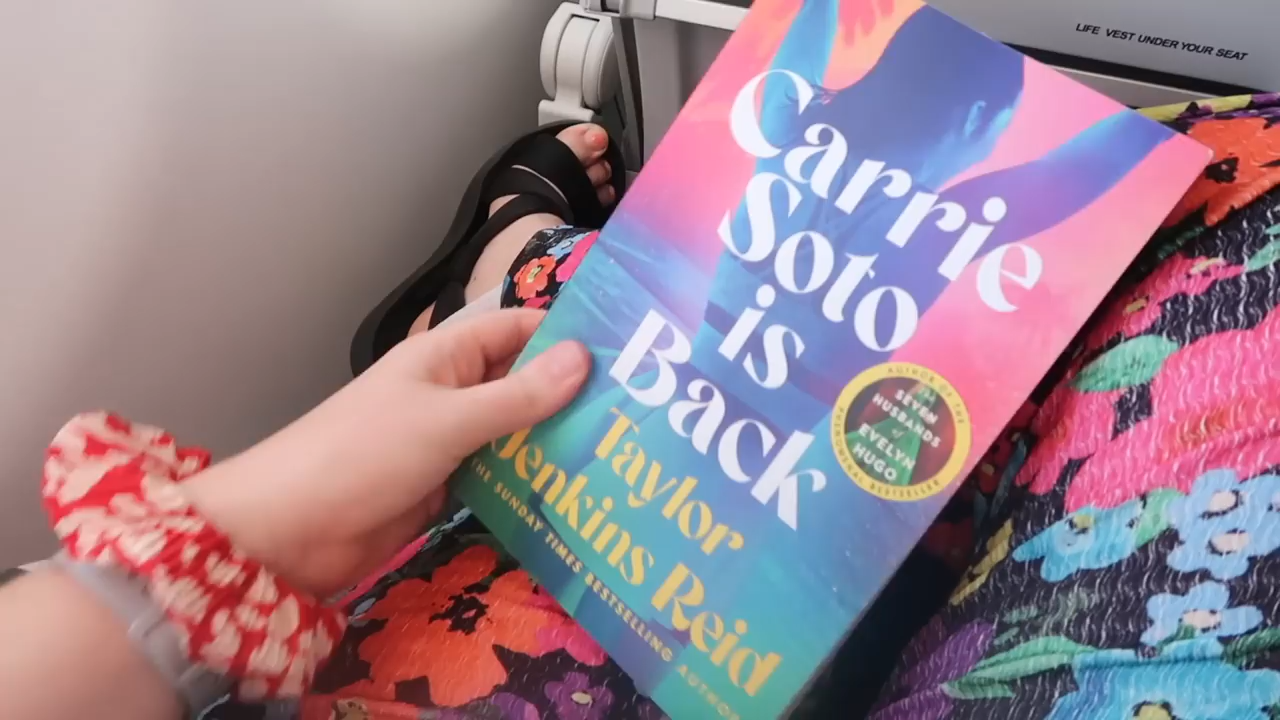 LIFE VEST UNDER YOUR SEAT
Carrie
Soto
is
Back
AUTHOR OF THE
SEVEN
HUSBANDS
of
EVELYN
HUGO
PHENOMENAL BESTSELLER
Taylor
Jenkins Reid
THE SUNDAY TIMES BESTSELLING AUTHOR